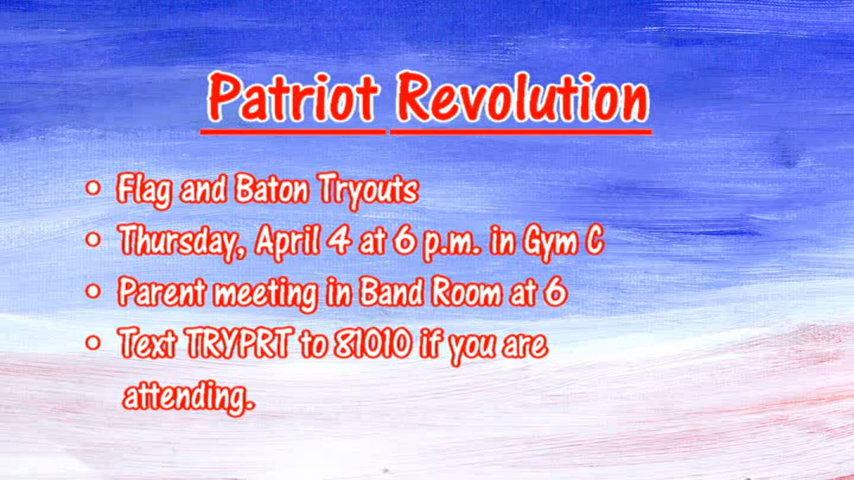 Patriot Revolution
• Flag and Baton Tryouts
• Thursday, April 4 at 6 p.m. in Gym C
• Parent meeting in Band Room at 6
• Text TRYPRT to 81010 if you are
attending.